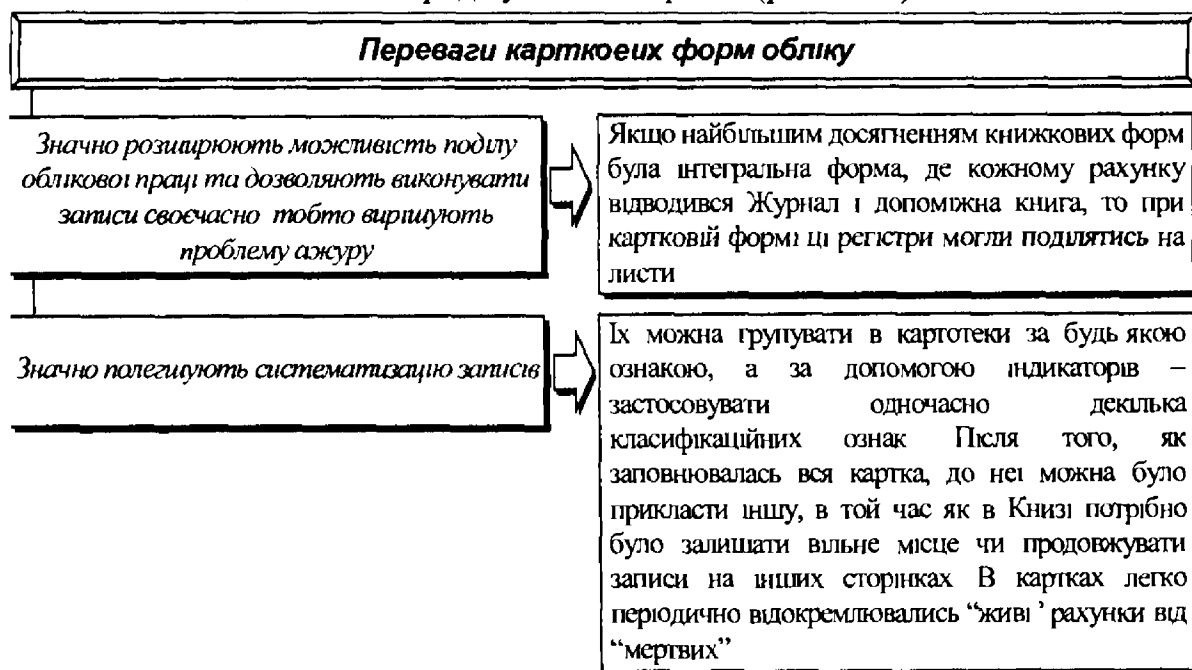 Переваги карткоеих форм обліку
Значно розширюють можливість поділу
облікової праці та дозволяють виконувати
записи своєчасно тобто вирішують
проблему ажуру
Якщо найбільшим досягненням книжкових форм
була інтегральна форма, де кожному рахунку
відводився Журнал і допоміжна книга, то при
картковій формі ці регістри могли поділятись на
листи
Значно полегшують систематизацію записів
Їх можна групувати в картотеки за будь якою
ознакою, а за допомогою індикаторів –
застосовувати одночасно декілька
класифікаційних ознак Після того, як
заповнювалась вся картка, до неї можна було
прикласти іншу, в той час як в Книзі потрібно
було залишати вільне місце чи продовжувати
записи на інших сторінках В картках легко
періодично відокремлювались “живі ’ рахунки від
“мертвих”